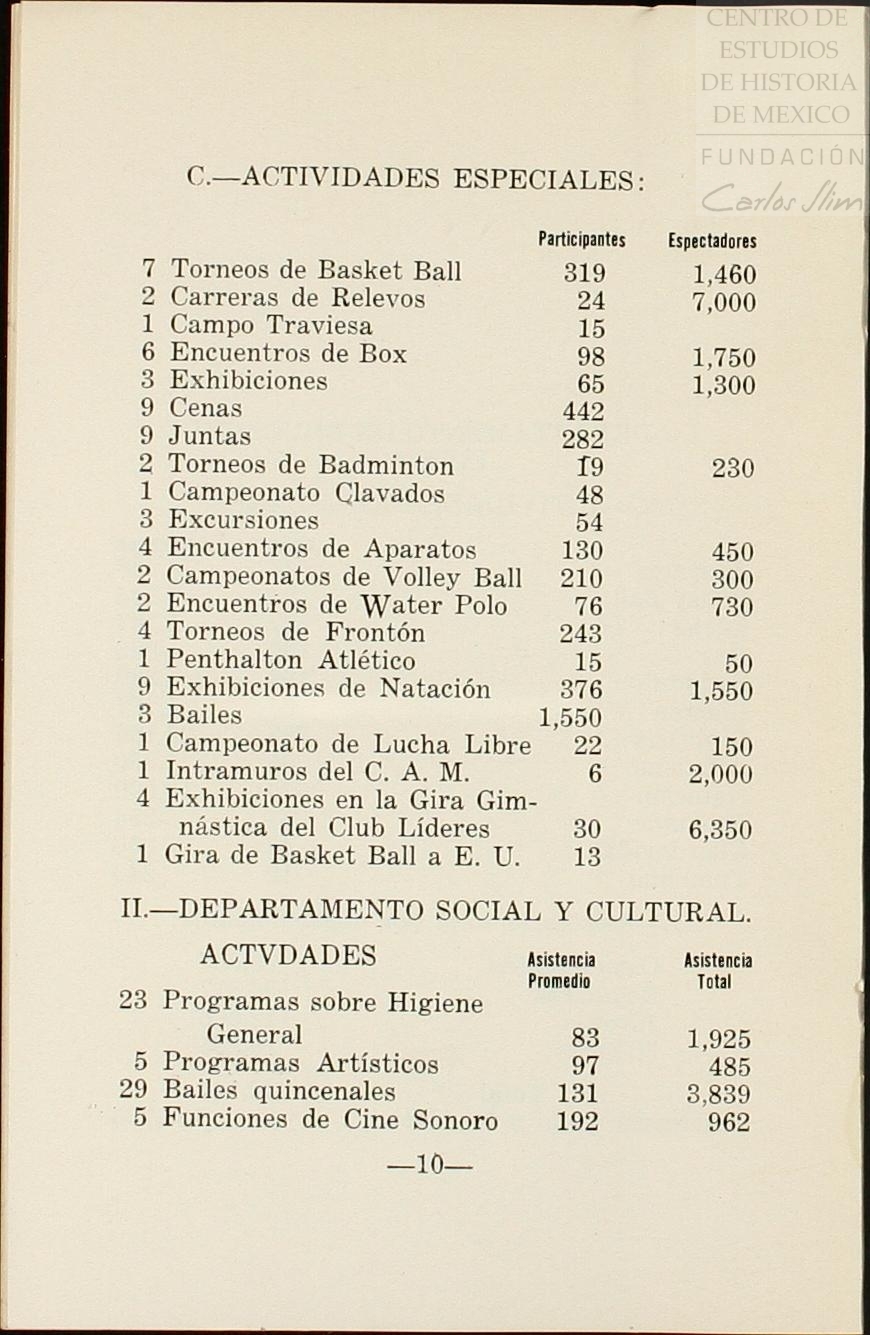 CENTRO DE
ESTUDIOS
DE HISTORIA
DE MEXICO
FUNDACIÓN
Carlos Slim
C.—ACTIVIDADES ESPECIALES:
Participantes Espectadores
7 Torneos de Basket Ball 319 1,460
2 Carreras de Relevos 24 7,000
1 Campo Traviesa 15
6 Encuentros de Box 98 1,750
3 Exhibiciones 65 1,300
9 Cenas 442
9 Juntas 282
2 Torneos de Badminton 19 230
1 Campeonato Clavados 48
3 Excursiones 54
4 Encuentros de Aparatos 130 450
2 Campeonatos de Volley Ball 210 300
2 Encuentros de Water Polo 76 730
4 Torneos de Frontón 243
1 Penthalton Atlético 15 50
9 Exhibiciones de Natación 376 1,550
3 Bailes 1,550
1 Campeonato de Lucha Libre 22 150
1 Intramuros del C. A. M. 6 2,000
4 Exhibiciones en la Gira Gim-
nástica del Club Líderes 30 6,350
1 Gira de Basket Ball a E. U. 13
II.—DEPARTAMENTO SOCIAL Y CULTURAL.
ACTVDADES Asistencia Asistencia
Promedio Total
23 Programas sobre Higiene
General 83 1,925
5 Programas Artísticos 97 485
29 Bailes quincenales 131 3,839
5 Funciones de Cine Sonoro 192 962
—10—